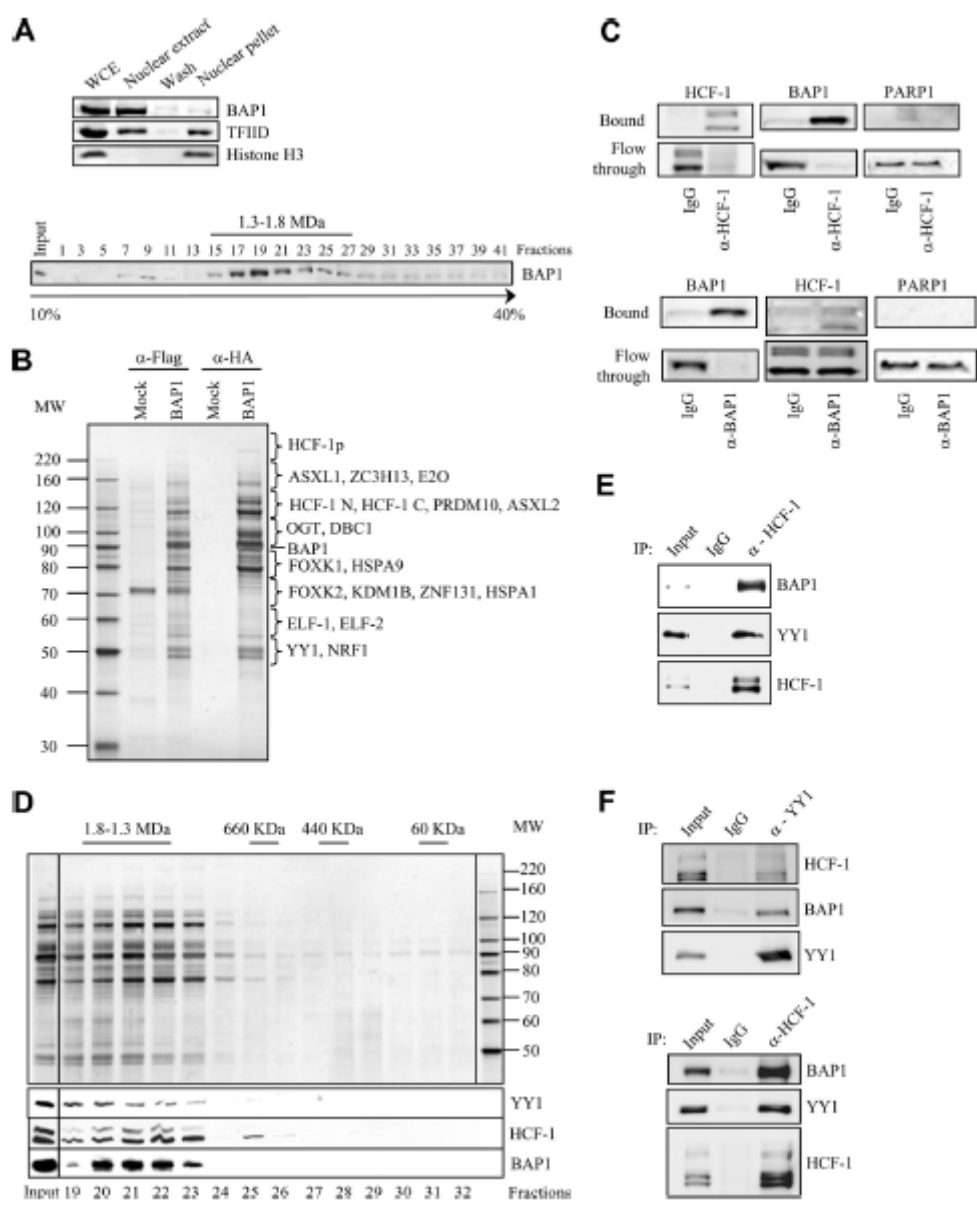 A
WCE
Nuclear extract
Wash
Nuclear pellet
BAP1
TFIID
Histone H3
1.3-1.8 MDa
Input 1 3 5 7 9 11 13 15 17 19 21 23 25 27 29 31 33 35 37 39 41 Fractions
BAP1
10% 40%
B
α-Flag α-HA
MW Mock BAP1 Mock BAP1
HCF-1p
220
160 ASXL1, ZC3H13, E2O
120 HCF-1 N, HCF-1 C, PRDM10, ASXL2
100 OGT, DBC1
90 BAP1
80 FOXK1, HSPA9
70 FOXK2, KDM1B, ZNF131, HSPA1
60 ELF-1, ELF-2
50 YY1, NRF1
40
30
C
HCF-1 BAP1 PARP1
Bound
Flow
through
IgG α-HCF-1 IgG α-HCF-1 IgG α-HCF-1
BAP1 HCF-1 PARP1
Bound
Flow
through
IgG α-BAP1 IgG α-BAP1 IgG α-BAP1
D
1.8-1.3 MDa 660 KDa 440 KDa 60 KDa MW
220
160
120
100
90
80
70
60
50
YY1
HCF-1
BAP1
Input 19 20 21 22 23 24 25 26 27 28 29 30 31 32 Fractions
E
IP: Input IgG α - HCF-1
BAP1
YY1
HCF-1
F
IP: Input IgG α - YY1
HCF-1
BAP1
YY1
IP: Input IgG α-HCF-1
BAP1
YY1
HCF-1